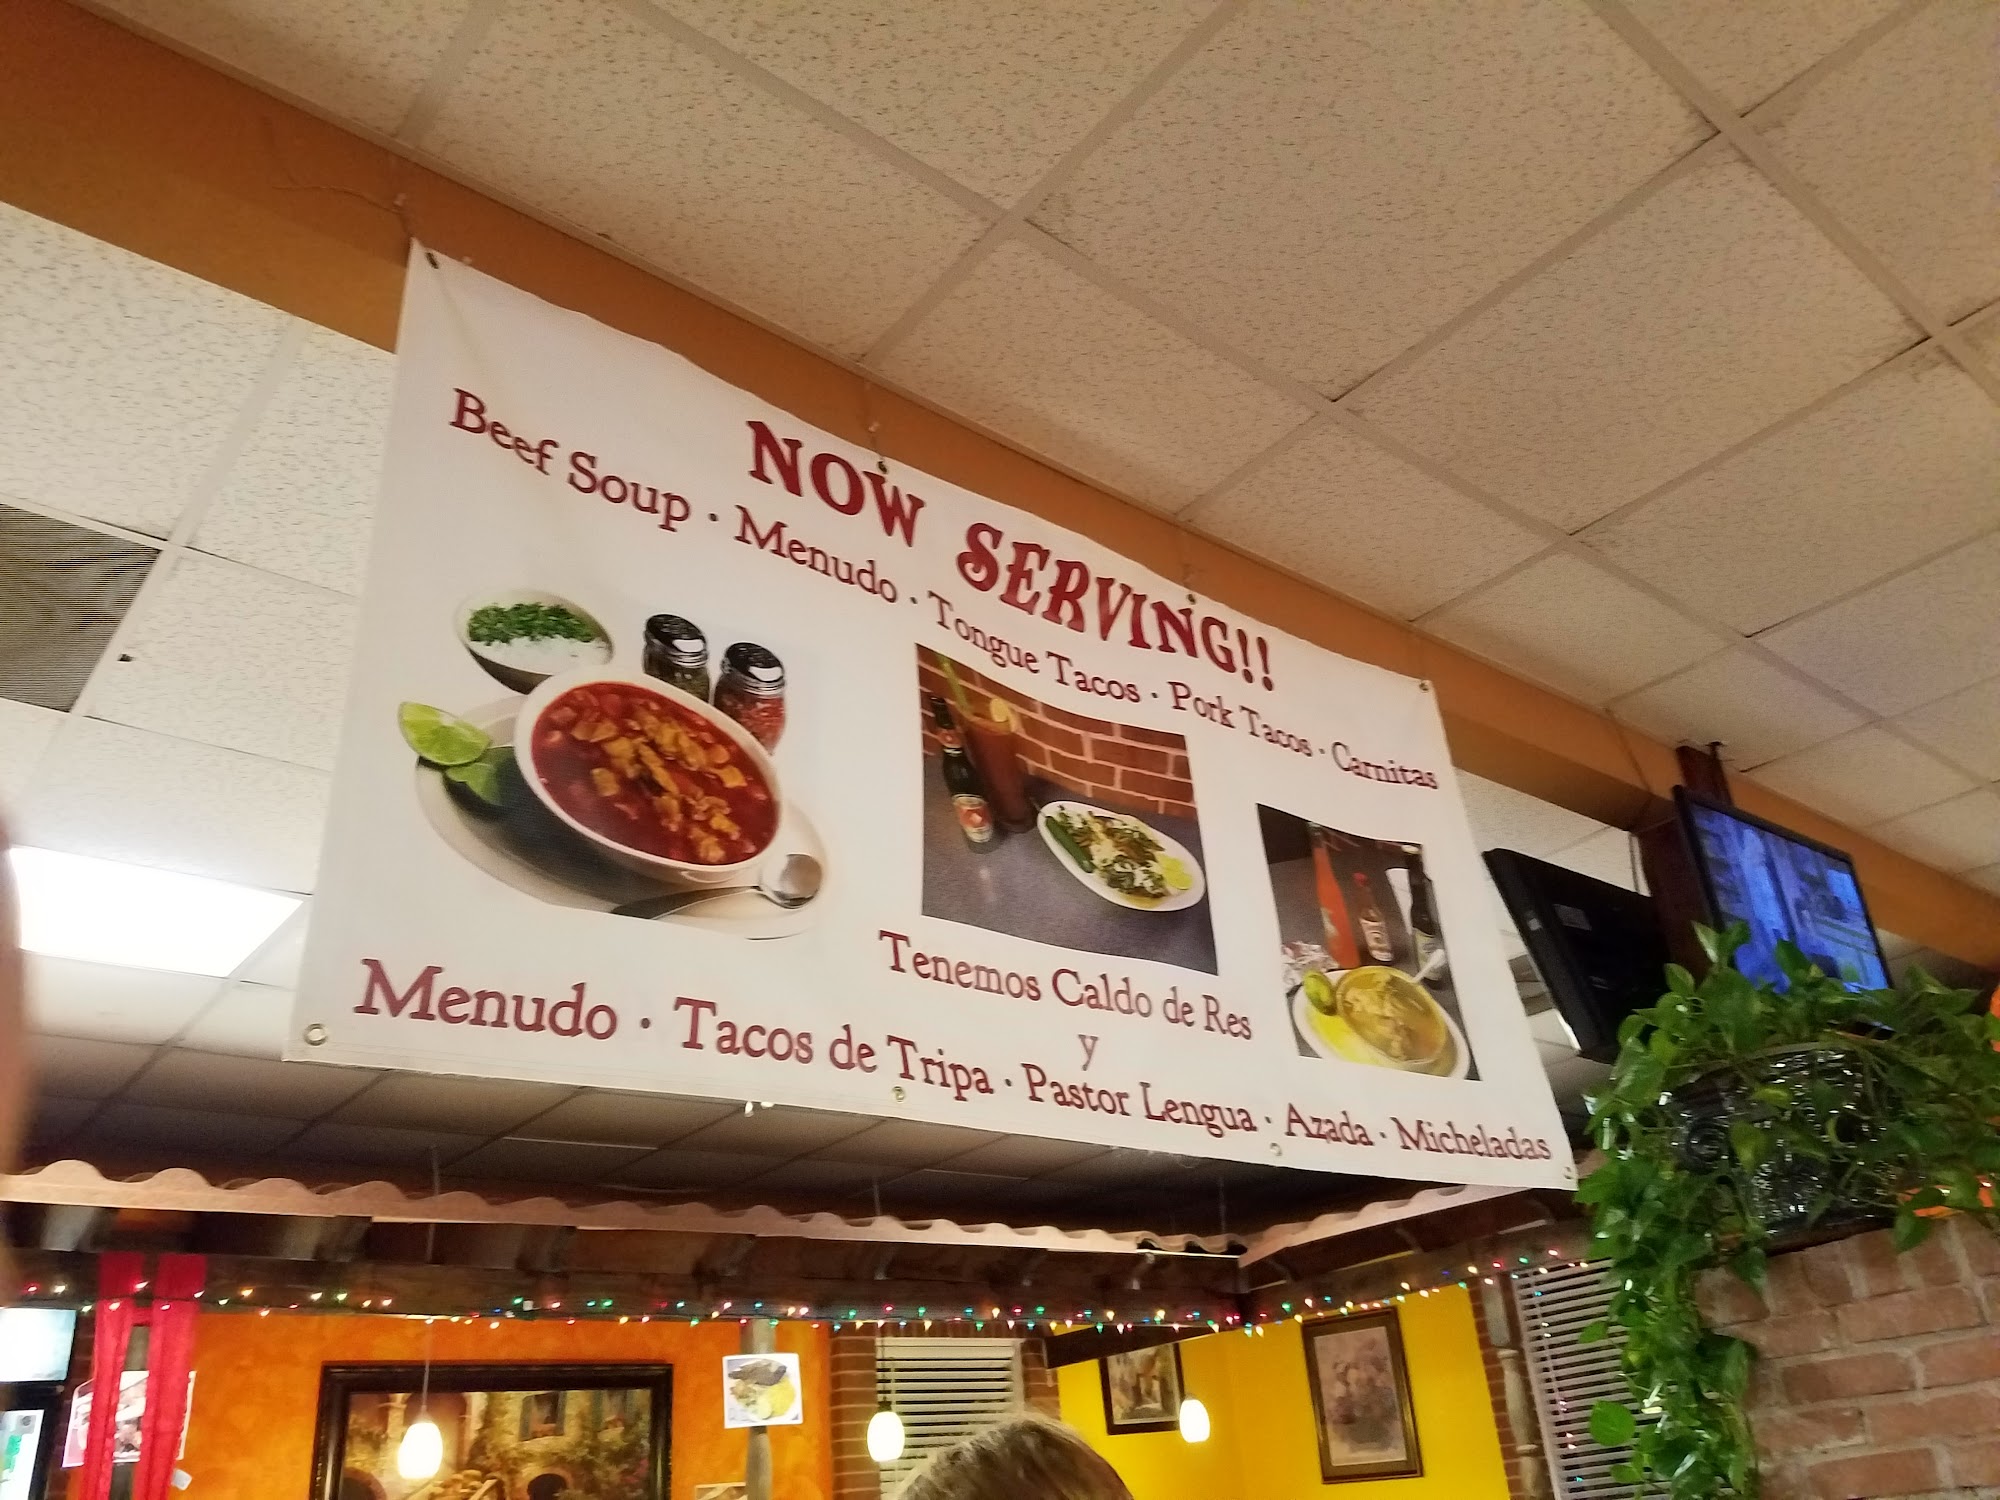 NOW SERVING!!
Beef Soup · Menudo · Tongue Tacos · Pork Tacos · Carnitas
Tenemos Caldo de Res
y
Menudo · Tacos de Tripa · Pastor Lengua · Azada · Micheladas